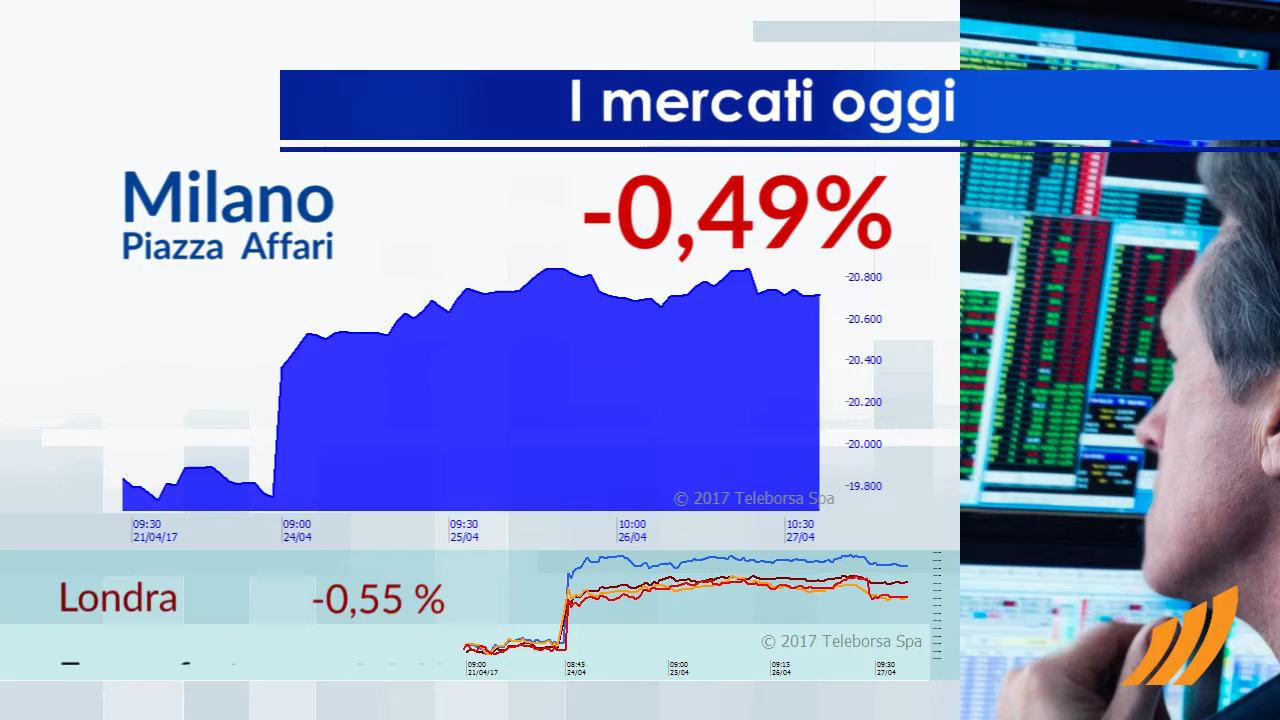 I mercati oggi
Milano
Piazza Affari
-0,49%
20.800
20.600
20.400
20.200
20.000
19.800
© 2017 Teleborsa Spa
09:30 09:00 09:30 10:00 10:30
21/04/17 24/04 25/04 26/04 27/04
Londra -0,55 %
© 2017 Teleborsa Spa
09:00 08:45 09:00 09:15 09:30
21/04/17 24/04 25/04 26/04 27/04